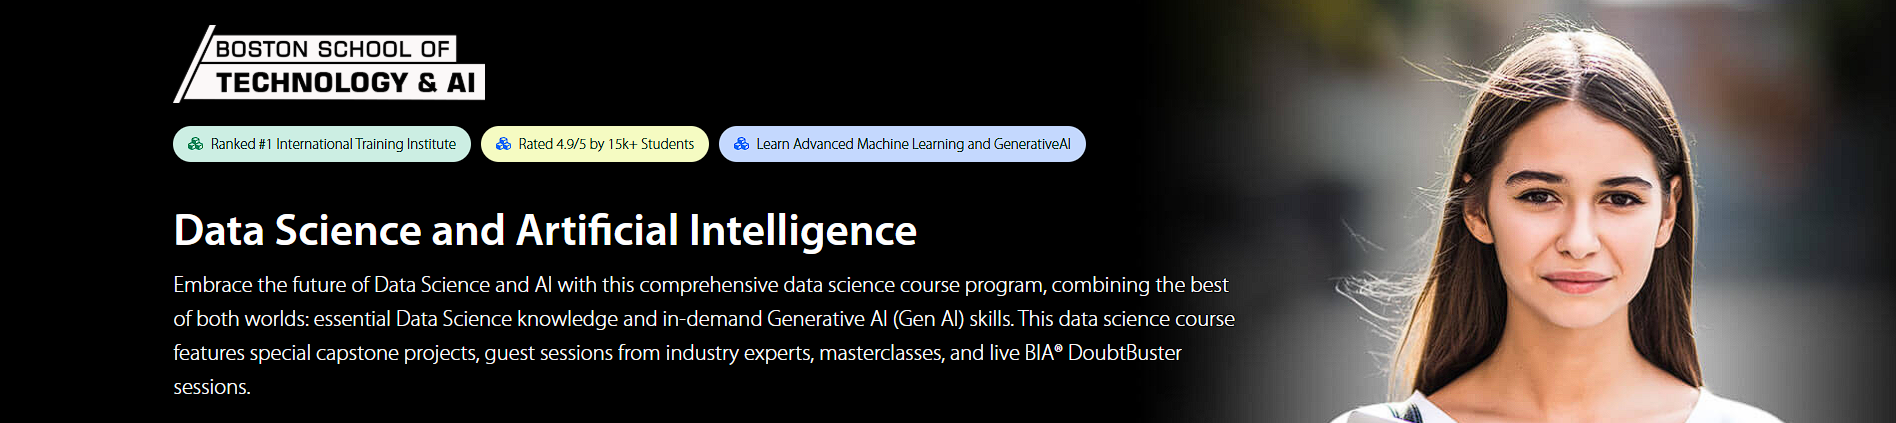 BOSTON SCHOOL OF
TECHNOLOGY & AI
Ranked #1 International Training Institute
Rated 4.9/5 by 15k+ Students
Learn Advanced Machine Learning and GenerativeAI
Data Science and Artificial Intelligence
Embrace the future of Data Science and AI with this comprehensive data science course program, combining the best
of both worlds: essential Data Science knowledge and in-demand Generative AI (Gen AI) skills. This data science course
features special capstone projects, guest sessions from industry experts, masterclasses, and live BIA® DoubtBuster
sessions.